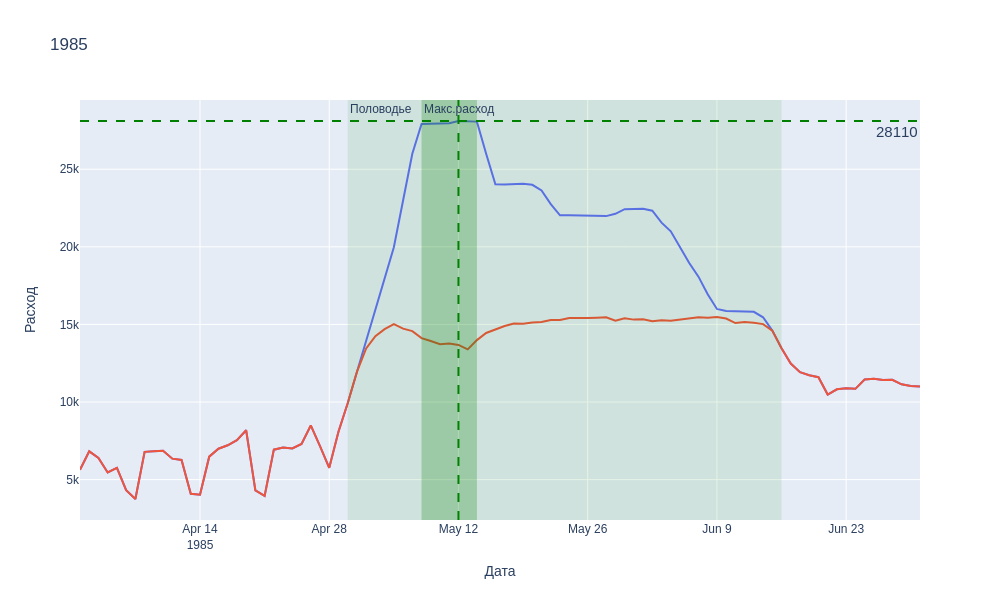 1985
Половодье
Макс.расход
28110
25k
20k
15k
10k
5k
Расход
Apr 14
1985
Apr 28
May 12
May 26
Jun 9
Jun 23
Дата